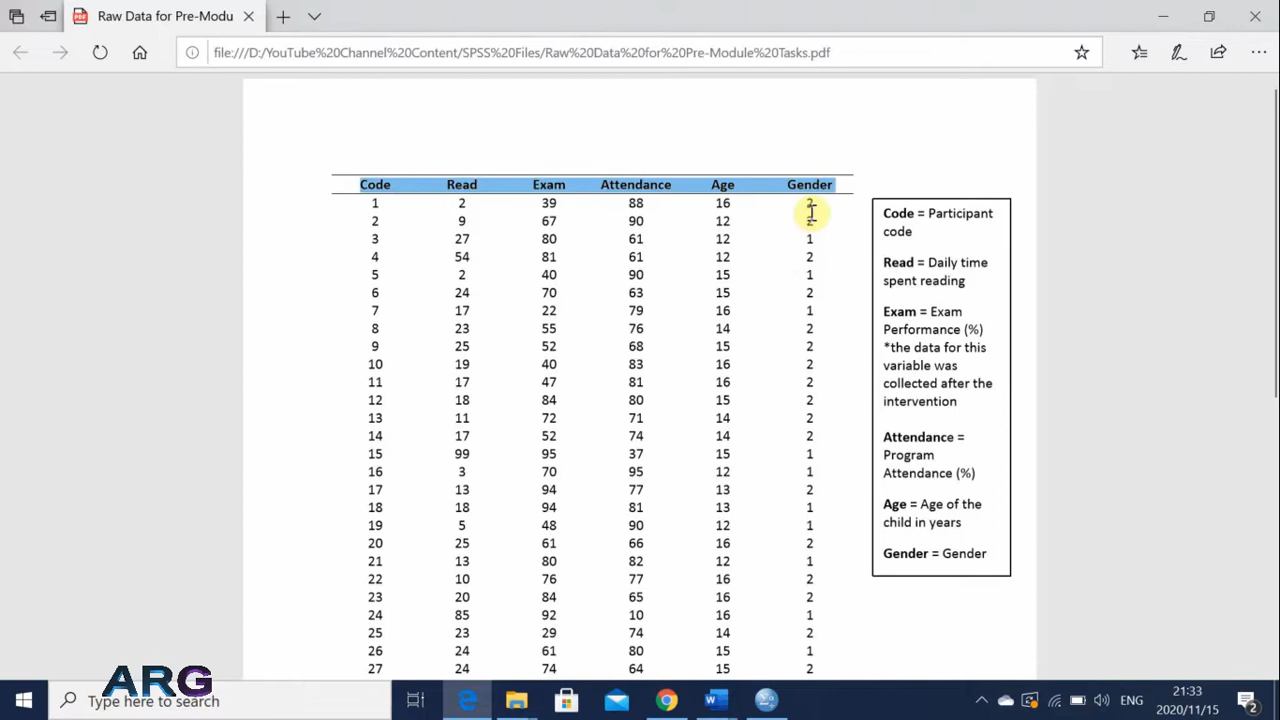 Raw Data for Pre-Modu
file:///D:/YouTube%20Channel%20Content/SPSS%20Files/Raw%20Data%20for%20Pre-Module%20Tasks.pdf
Code Read Exam Attendance Age Gender
1 2 39 88 16 2
2 9 67 90 12 2
3 27 80 61 12 1
4 54 81 61 12 2
5 2 40 90 15 1
6 24 70 63 15 2
7 17 22 79 16 1
8 23 55 76 14 2
9 25 52 68 15 2
10 19 40 83 16 2
11 17 47 81 16 2
12 18 84 80 15 2
13 11 72 71 14 2
14 17 52 74 14 2
15 99 95 37 15 1
16 3 70 95 12 1
17 13 94 77 13 2
18 18 94 81 13 1
19 5 48 90 12 1
20 25 61 66 16 2
21 13 80 82 12 1
22 10 76 77 16 2
23 20 84 65 16 2
24 85 92 10 16 1
25 23 29 74 14 2
26 24 61 80 15 1
27 24 74 64 15 2
Code = Participant
code
Read = Daily time
spent reading
Exam = Exam
Performance (%)
*the data for this
variable was
collected after the
intervention
Attendance =
Program
Attendance (%)
Age = Age of the
child in years
Gender = Gender
ARG
Type here to search
ENG
21:33
2020/11/15
2